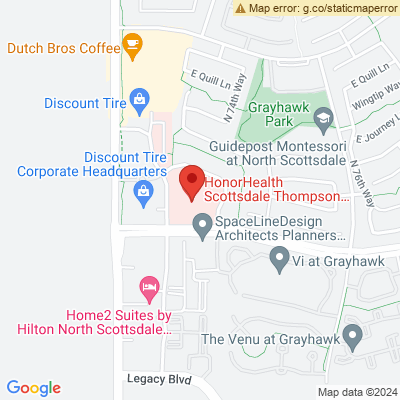 Map error: g.co/staticmaperror
Dutch Bros Coffee
E Quill Ln
E Quill
Wingtip Way
N 74th Way
Discount Tire
Grayhawk
Park
E Journey L
Guidepost Montessori
at North Scottsdale
Discount Tire
Corporate Headquarters
HonorHealth
Scottsdale Thompson...
N 76th Way
SpaceLineDesign
Architects Planners...
Vi at Grayhawk
Home2 Suites by
Hilton North Scottsdale...
The Venu at Grayhawk
Google
Legacy Blvd
Map data ©2024